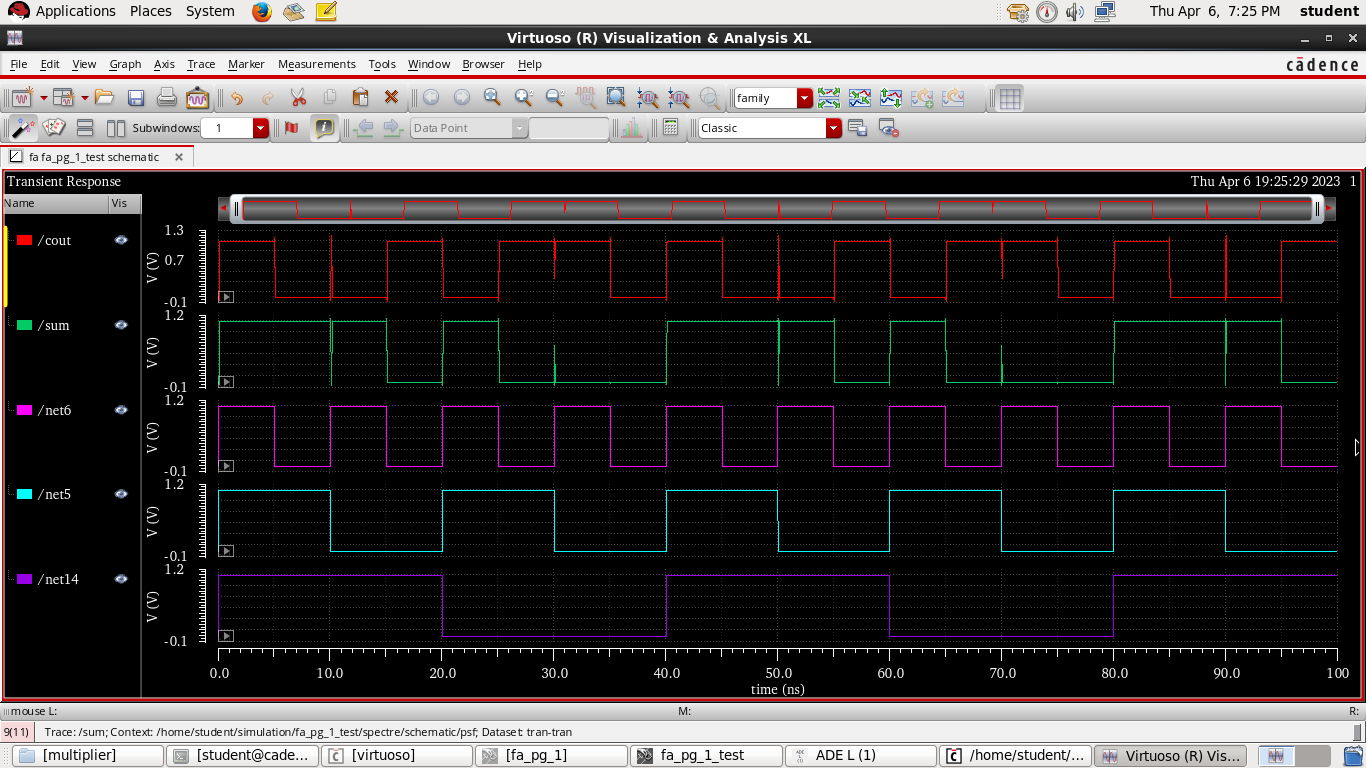 Applications Places System Thu Apr 6, 7:25 PM student
Virtuoso (R) Visualization & Analysis XL
File Edit View Graph Axis Trace Marker Measurements Tools Window Browser Help cādence
family
Subwindows: 1 Data Point Classic
fa fa_pg_1_test schematic
Transient Response Thu Apr 6 19:25:29 2023 1
Name Vis
/cout
V (V)
1.3
0.7
-0.1
/sum
V (V)
1.2
-0.1
/net6
V (V)
1.2
-0.1
/net5
V (V)
1.2
-0.1
/net14
V (V)
1.2
-0.1
0.0 10.0 20.0 30.0 40.0 50.0 60.0 70.0 80.0 90.0 100
time (ns)
mouse L: M: R:
9(11) Trace: /sum; Context: /home/student/simulation/fa_pg_1_test/spectre/schematic/psf; Dataset: tran-tran
[multiplier] [student@cade... [virtuoso] [fa_pg_1] fa_pg_1_test ADE L (1) /home/student/... Virtuoso (R) Vis...